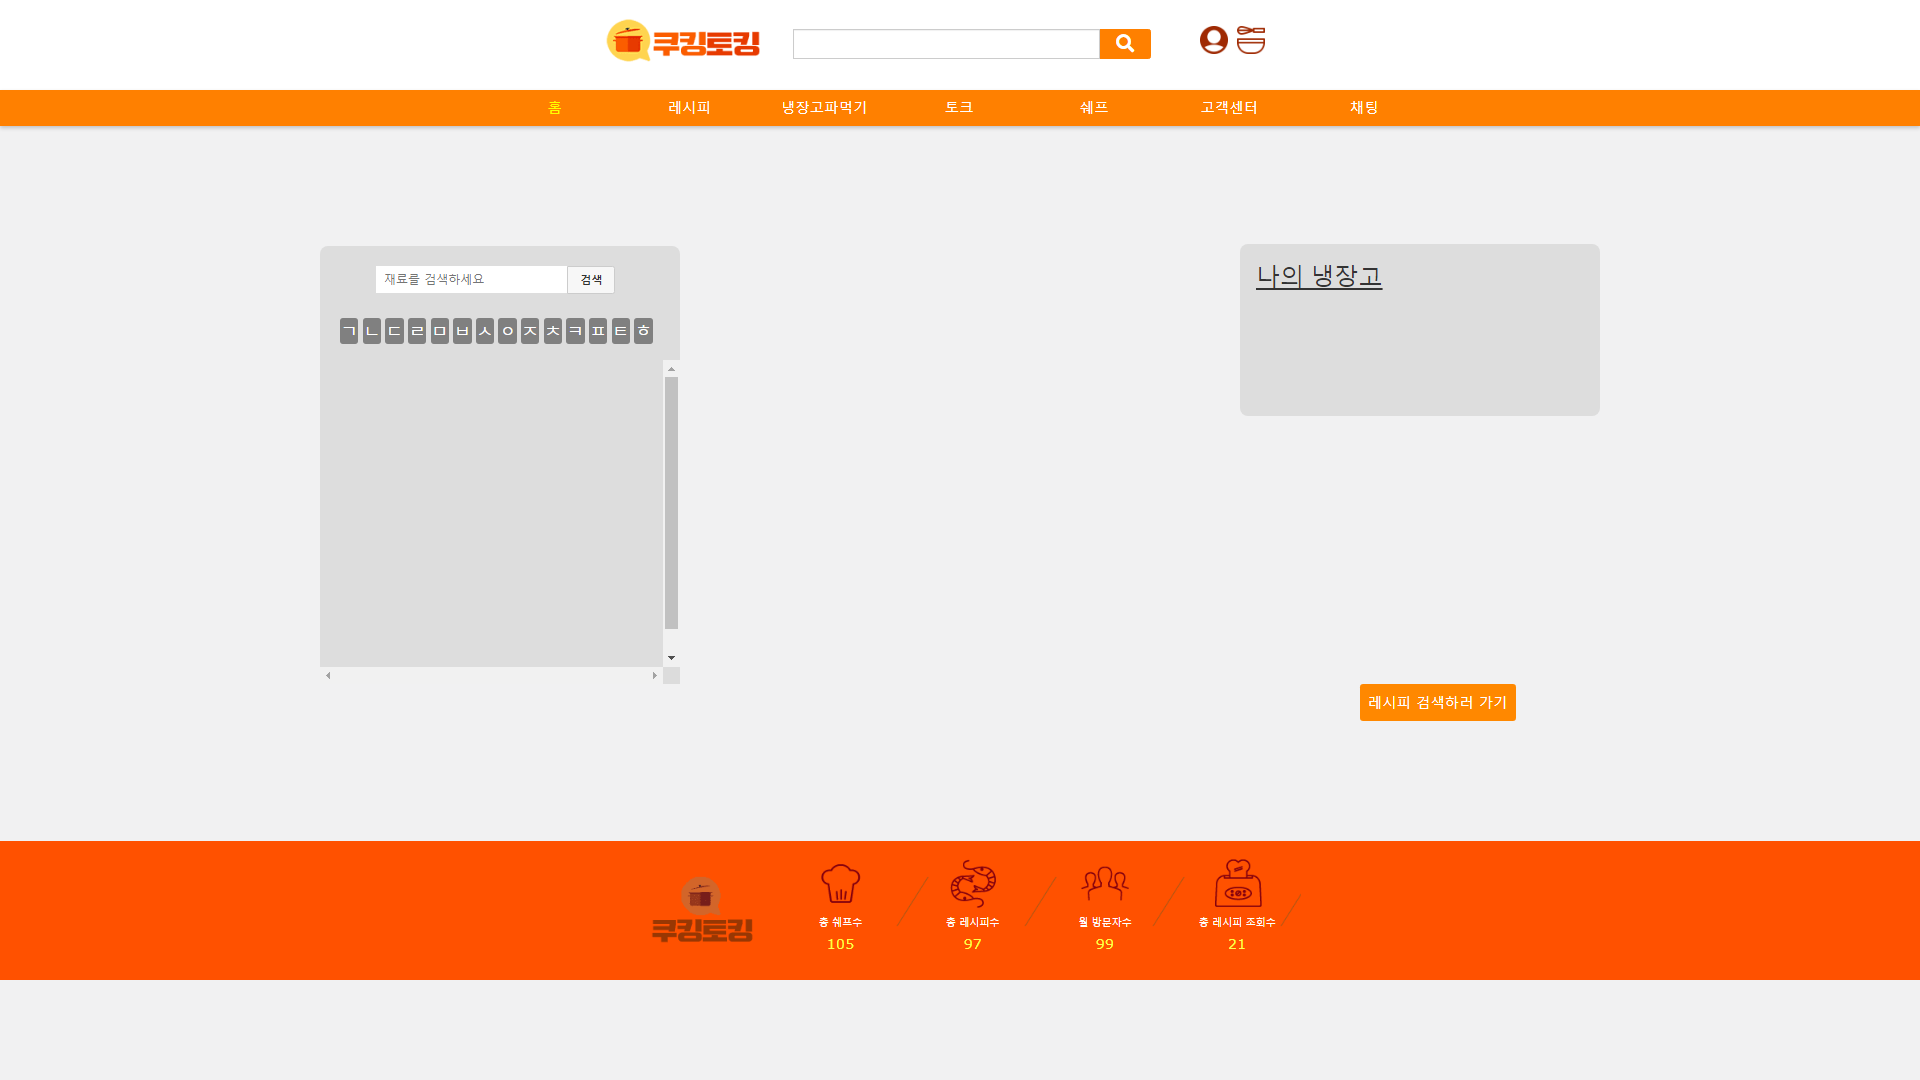 쿠킹토킹
홈 레시피 냉장고파먹기 토크 쉐프 고객센터 채팅
재료를 검색하세요 검색
ㄱ ㄴ ㄷ ㄹ ㅁ ㅂ ㅅ ㅇ ㅈ ㅊ ㅋ ㅍ ㅌ ㅎ
나의 냉장고
레시피 검색하러 가기
쿠킹토킹
총 쉐프수 총 레시피수 월 방문자수 총 레시피 조회수
105 97 99 21